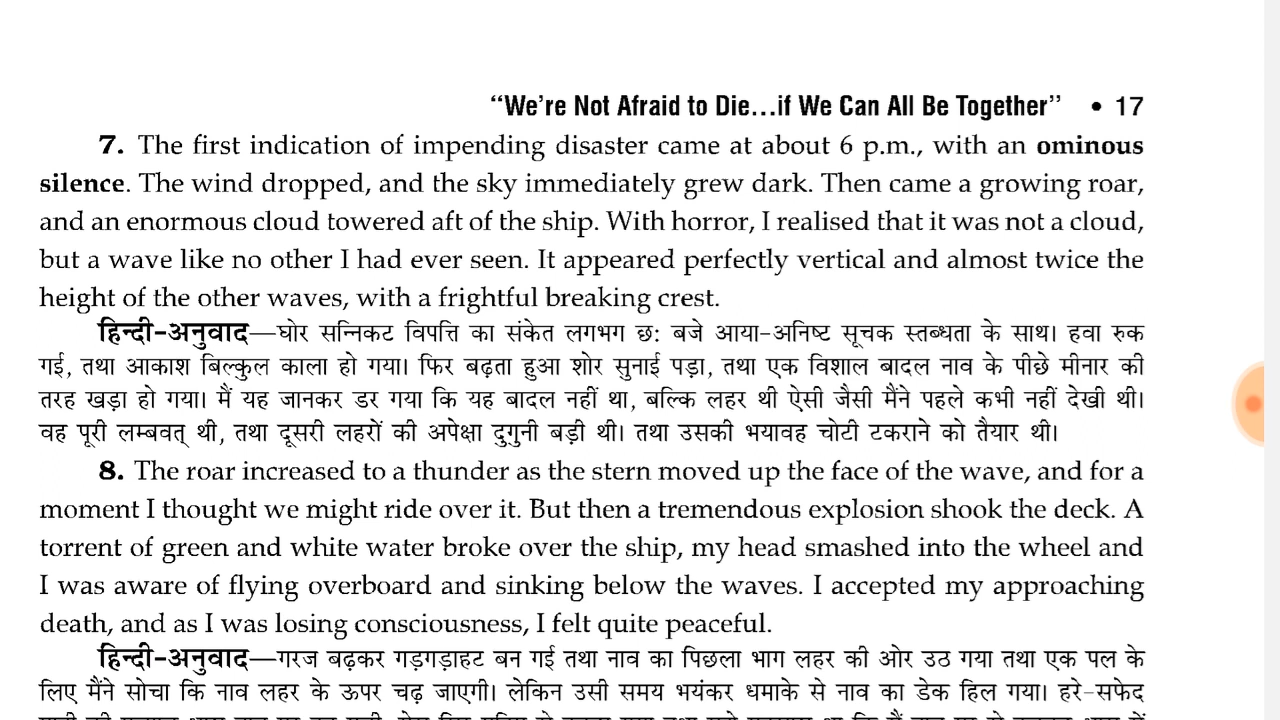 “We’re Not Afraid to Die...if We Can All Be Together” • 17
7. The first indication of impending disaster came at about 6 p.m., with an ominous
silence. The wind dropped, and the sky immediately grew dark. Then came a growing roar,
and an enormous cloud towered aft of the ship. With horror, I realised that it was not a cloud,
but a wave like no other I had ever seen. It appeared perfectly vertical and almost twice the
height of the other waves, with a frightful breaking crest.
हिन्दी-अनुवाद—घोर सन्निकट विपत्ति का संकेत लगभग छ: बजे आया-अनिष्ट सूचक स्तब्धता के साथ। हवा रुक
गई, तथा आकाश बिल्कुल काला हो गया। फिर बढ़ता हुआ शोर सुनाई पड़ा, तथा एक विशाल बादल नाव के पीछे मीनार की
तरह खड़ा हो गया। मैं यह जानकर डर गया कि यह बादल नहीं था, बल्कि लहर थी ऐसी जैसी मैंने पहले कभी नहीं देखी थी।
वह पूरी लम्बवत् थी, तथा दूसरी लहरों की अपेक्षा दुगुनी बड़ी थी। तथा उसकी भयावह चोटी टकराने को तैयार थी।
8. The roar increased to a thunder as the stern moved up the face of the wave, and for a
moment I thought we might ride over it. But then a tremendous explosion shook the deck. A
torrent of green and white water broke over the ship, my head smashed into the wheel and
I was aware of flying overboard and sinking below the waves. I accepted my approaching
death, and as I was losing consciousness, I felt quite peaceful.
हिन्दी-अनुवाद—गरज बढ़कर गड़गड़ाहट बन गई तथा नाव का पिछला भाग लहर की ओर उठ गया तथा एक पल के
लिए मैंने सोचा कि नाव लहर के ऊपर चढ़ जाएगी। लेकिन उसी समय भयंकर धमाके से नाव का डेक हिल गया। हरे-सफेद